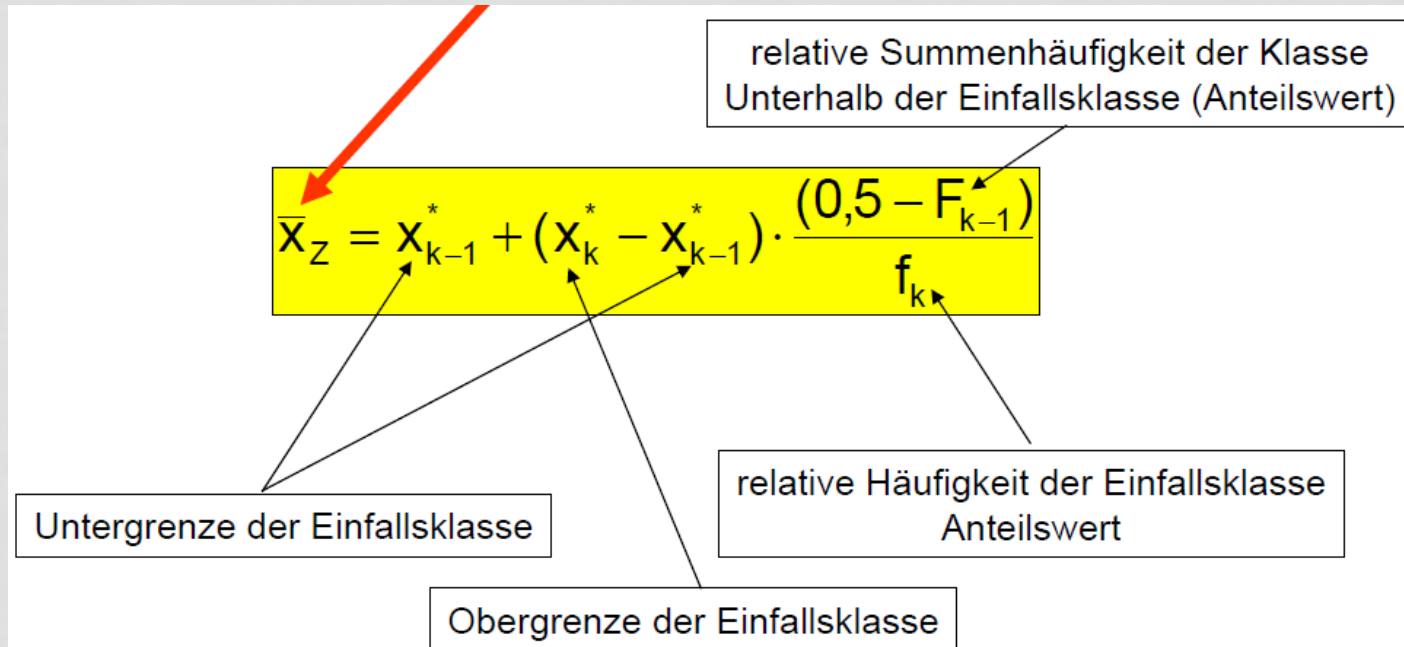 relative Summenhäufigkeit der Klasse
Unterhalb der Einfallsklasse (Anteilswert)
x̄_Z = x*_{k−1} + (x*_k − x*_{k−1}) · (0,5 − F_{k−1}) / f_k
Untergrenze der Einfallsklasse
relative Häufigkeit der Einfallsklasse
Anteilswert
Obergrenze der Einfallsklasse